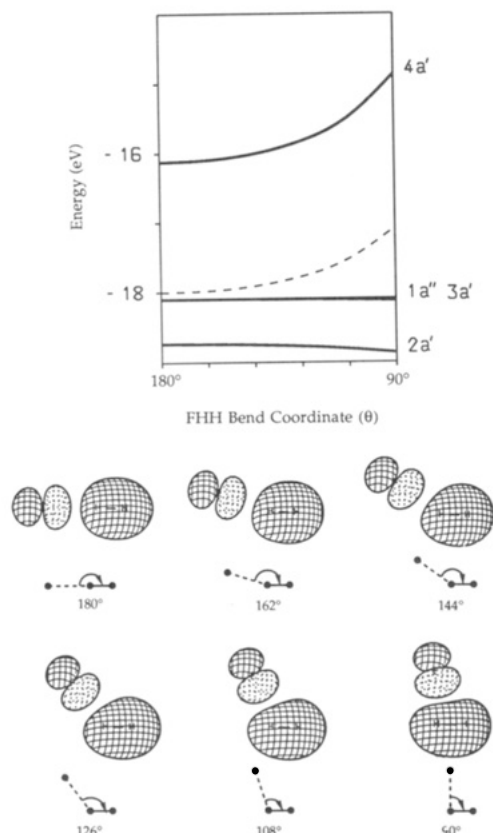 4a'
- 16
Energy (eV)
- 18
1a" 3a'
2a'
180°
90°
FHH Bend Coordinate (θ)
180°
162°
144°
126°
108°
90°